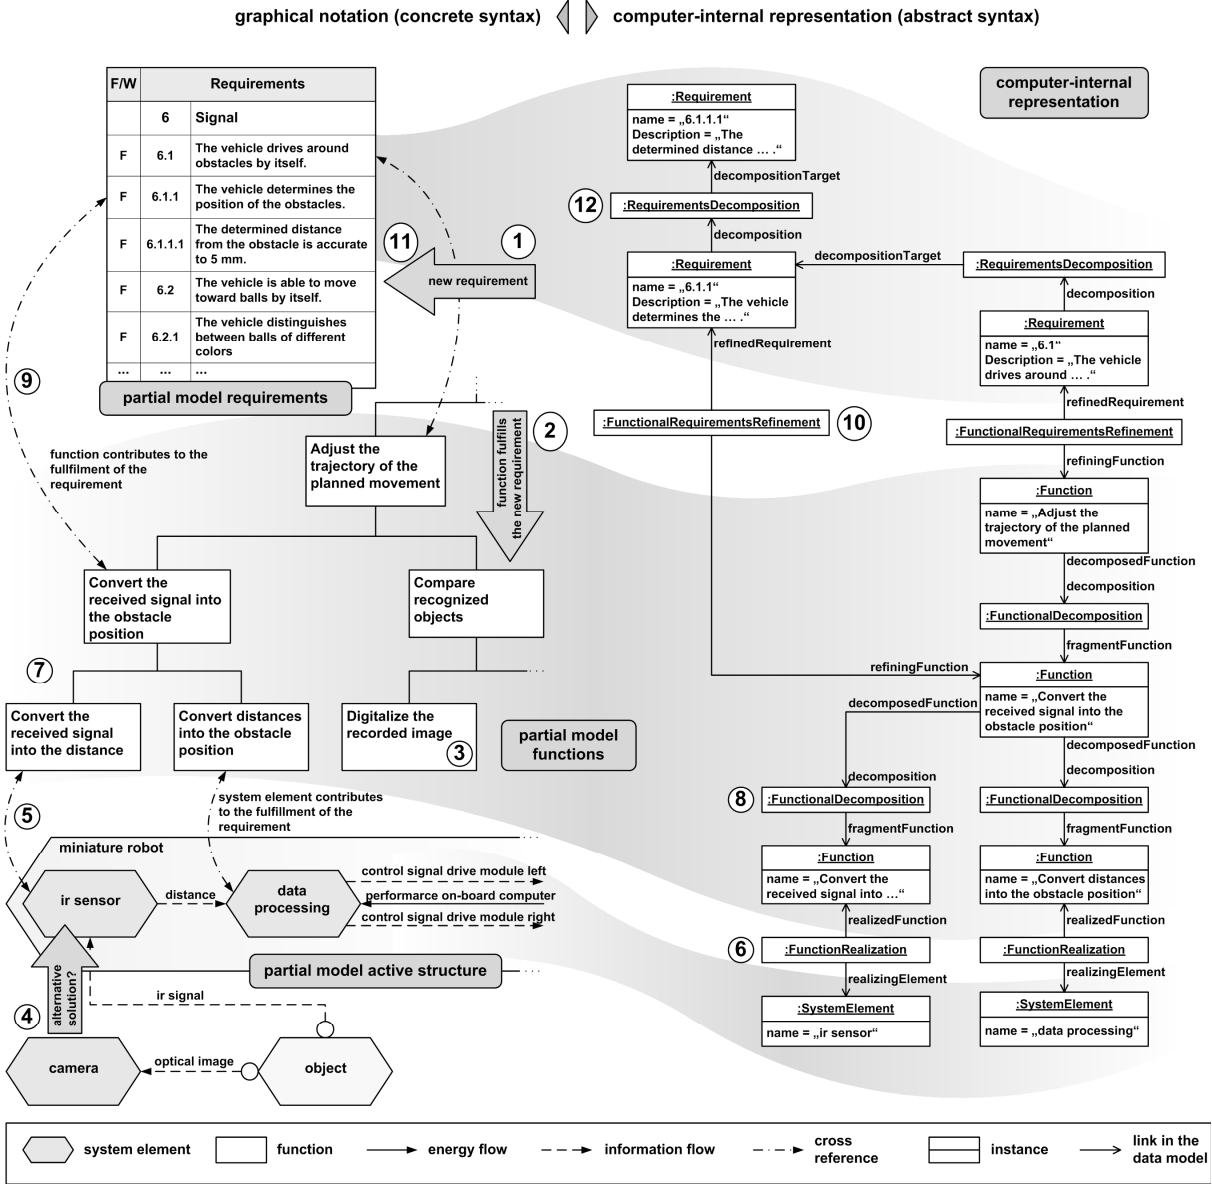 graphical notation (concrete syntax)
computer-internal representation (abstract syntax)
F/W
Requirements
6
Signal
F
6.1
The vehicle drives around
obstacles by itself.
F
6.1.1
The vehicle determines the
position of the obstacles.
F
6.1.1.1
The determined distance
from the obstacle is accurate
to 5 mm.
F
6.2
The vehicle is able to move
toward balls by itself.
F
6.2.1
The vehicle distinguishes
between balls of different
colors
...
...
...
partial model requirements
11
1
new requirement
9
function contributes to the
fullfilment of the
requirement
2
function fulfills
the new requirement
Adjust the
trajectory of the
planned movement
Convert the
received signal into
the obstacle
position
Compare
recognized
objects
7
Convert the
received signal
into the distance
Convert distances
into the obstacle
position
Digitalize the
recorded image
3
partial model
functions
5
system element contributes
to the fulfillment of the
requirement
miniature robot
ir sensor
distance
data
processing
control signal drive module left
performance on-board computer
control signal drive module right
partial model active structure
4
alternative
solution?
ir signal
camera
optical image
object
computer-internal
representation
:Requirement
name = „6.1.1.1“
Description = „The
determined distance ... .“
decompositionTarget
12
:RequirementsDecomposition
decomposition
:Requirement
name = „6.1.1“
Description = „The vehicle
determines the ... .“
decompositionTarget
:RequirementsDecomposition
decomposition
:Requirement
name = „6.1“
Description = „The vehicle
drives around ... .“
refinedRequirement
refinedRequirement
:FunctionalRequirementsRefinement
10
:FunctionalRequirementsRefinement
refiningFunction
:Function
name = „Adjust the
trajectory of the planned
movement“
decomposedFunction
decomposition
:FunctionalDecomposition
fragmentFunction
refiningFunction
:Function
name = „Convert the
received signal into the
obstacle position“
decomposedFunction
decomposedFunction
decomposition
decomposition
8
:FunctionalDecomposition
:FunctionalDecomposition
fragmentFunction
fragmentFunction
:Function
name = „Convert the
received signal into ...“
:Function
name = „Convert distances
into the obstacle position“
realizedFunction
realizedFunction
6
:FunctionRealization
:FunctionRealization
realizingElement
realizingElement
:SystemElement
name = „ir sensor“
:SystemElement
name = „data processing“
system element
function
energy flow
information flow
cross
reference
instance
link in the
data model